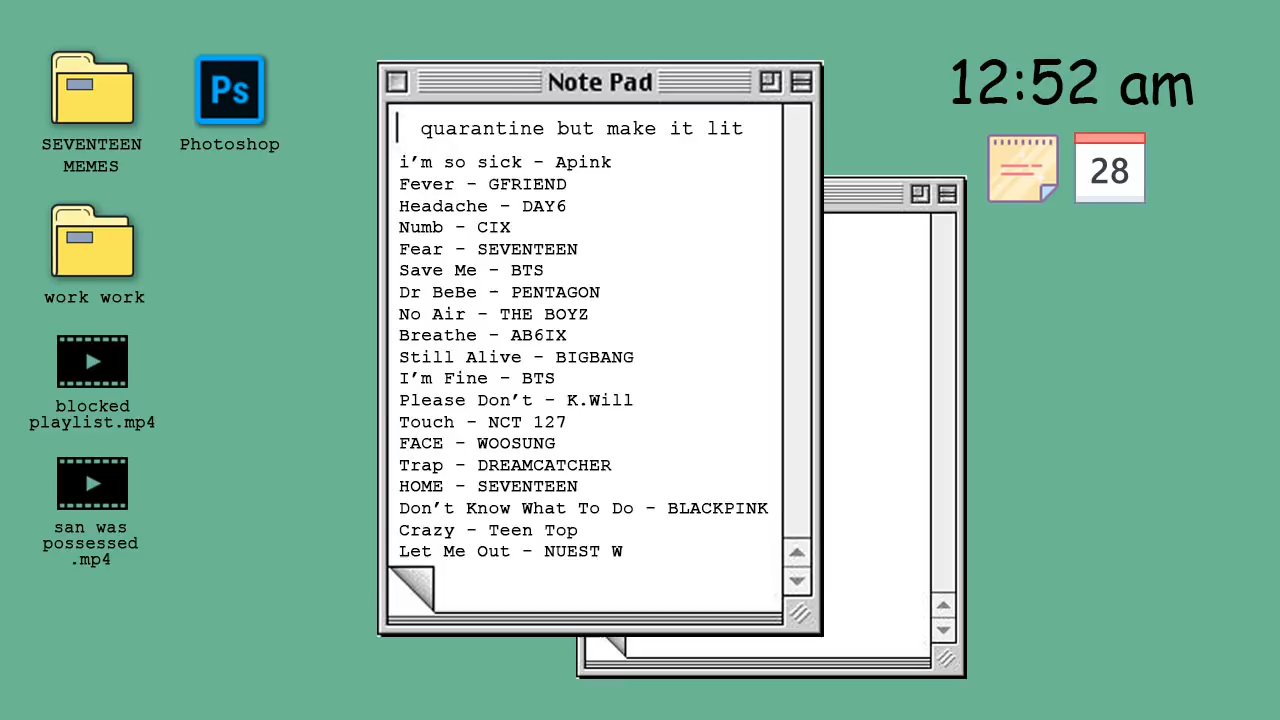 SEVENTEEN
MEMES
Ps
Photoshop
work work
blocked
playlist.mp4
san was
possessed
.mp4
Note Pad
quarantine but make it lit
i'm so sick - Apink
Fever - GFRIEND
Headache - DAY6
Numb - CIX
Fear - SEVENTEEN
Save Me - BTS
Dr BeBe - PENTAGON
No Air - THE BOYZ
Breathe - AB6IX
Still Alive - BIGBANG
I'm Fine - BTS
Please Don't - K.Will
Touch - NCT 127
FACE - WOOSUNG
Trap - DREAMCATCHER
HOME - SEVENTEEN
Don't Know What To Do - BLACKPINK
Crazy - Teen Top
Let Me Out - NUEST W
12:52 am
28